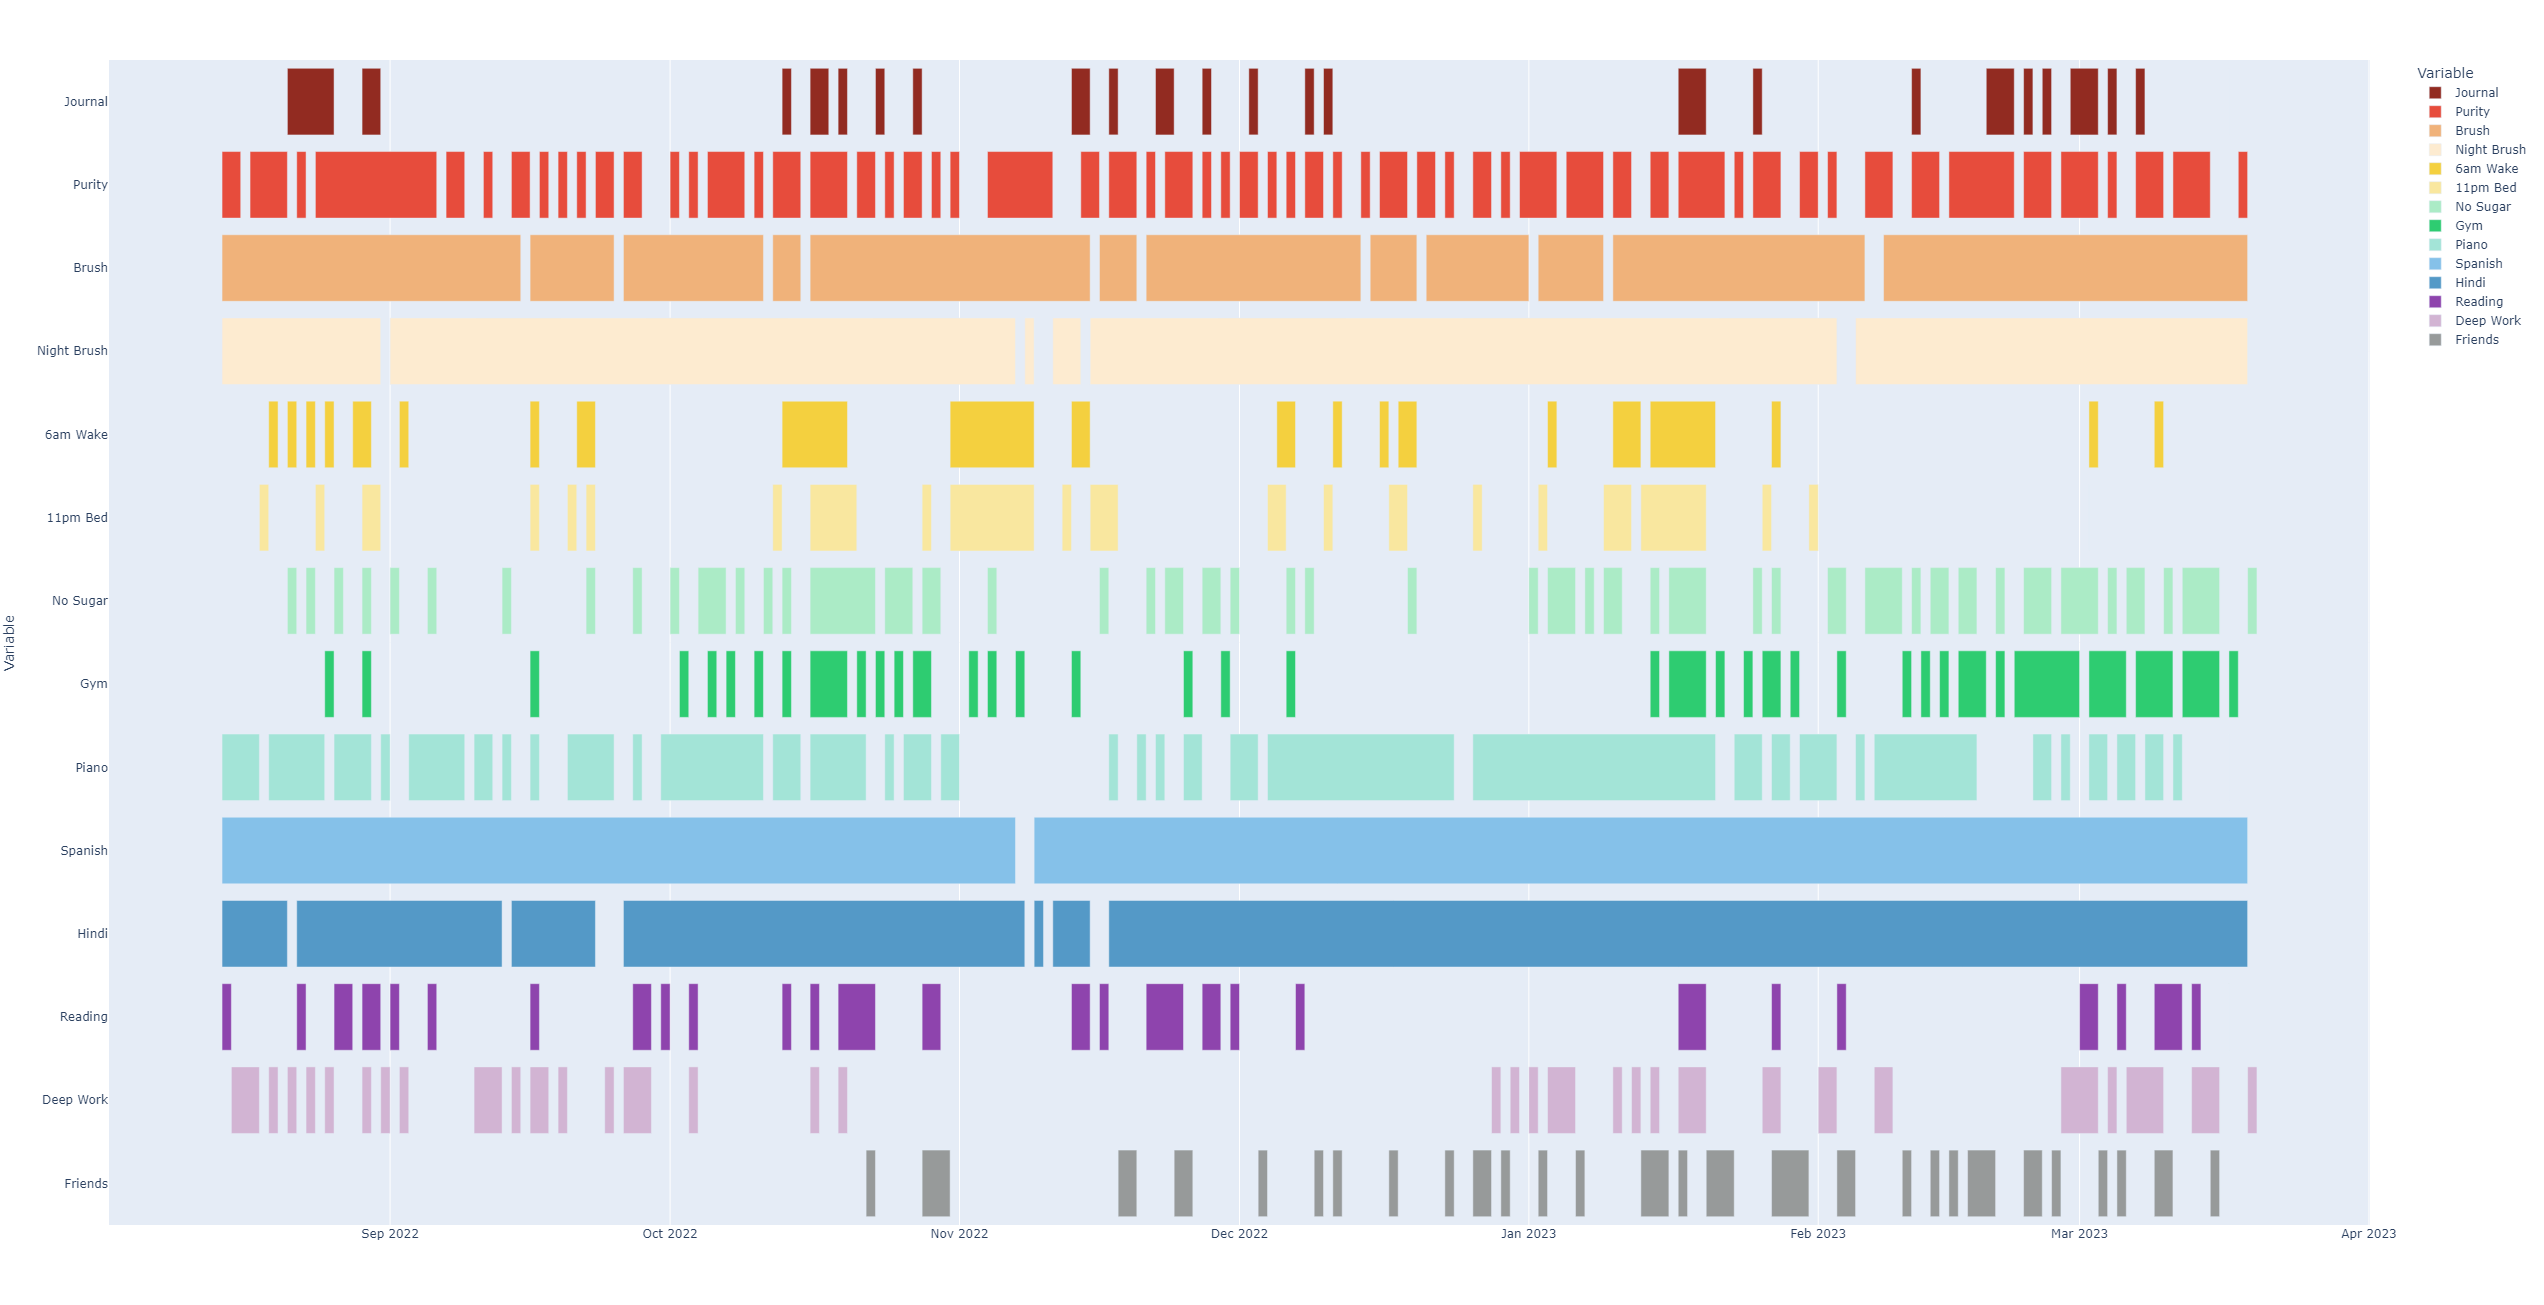 Variable
Journal
Purity
Brush
Night Brush
6am Wake
11pm Bed
No Sugar
Gym
Piano
Spanish
Hindi
Reading
Deep Work
Friends
Sep 2022 Oct 2022 Nov 2022 Dec 2022 Jan 2023 Feb 2023 Mar 2023 Apr 2023
Variable
Journal
Purity
Brush
Night Brush
6am Wake
11pm Bed
No Sugar
Gym
Piano
Spanish
Hindi
Reading
Deep Work
Friends